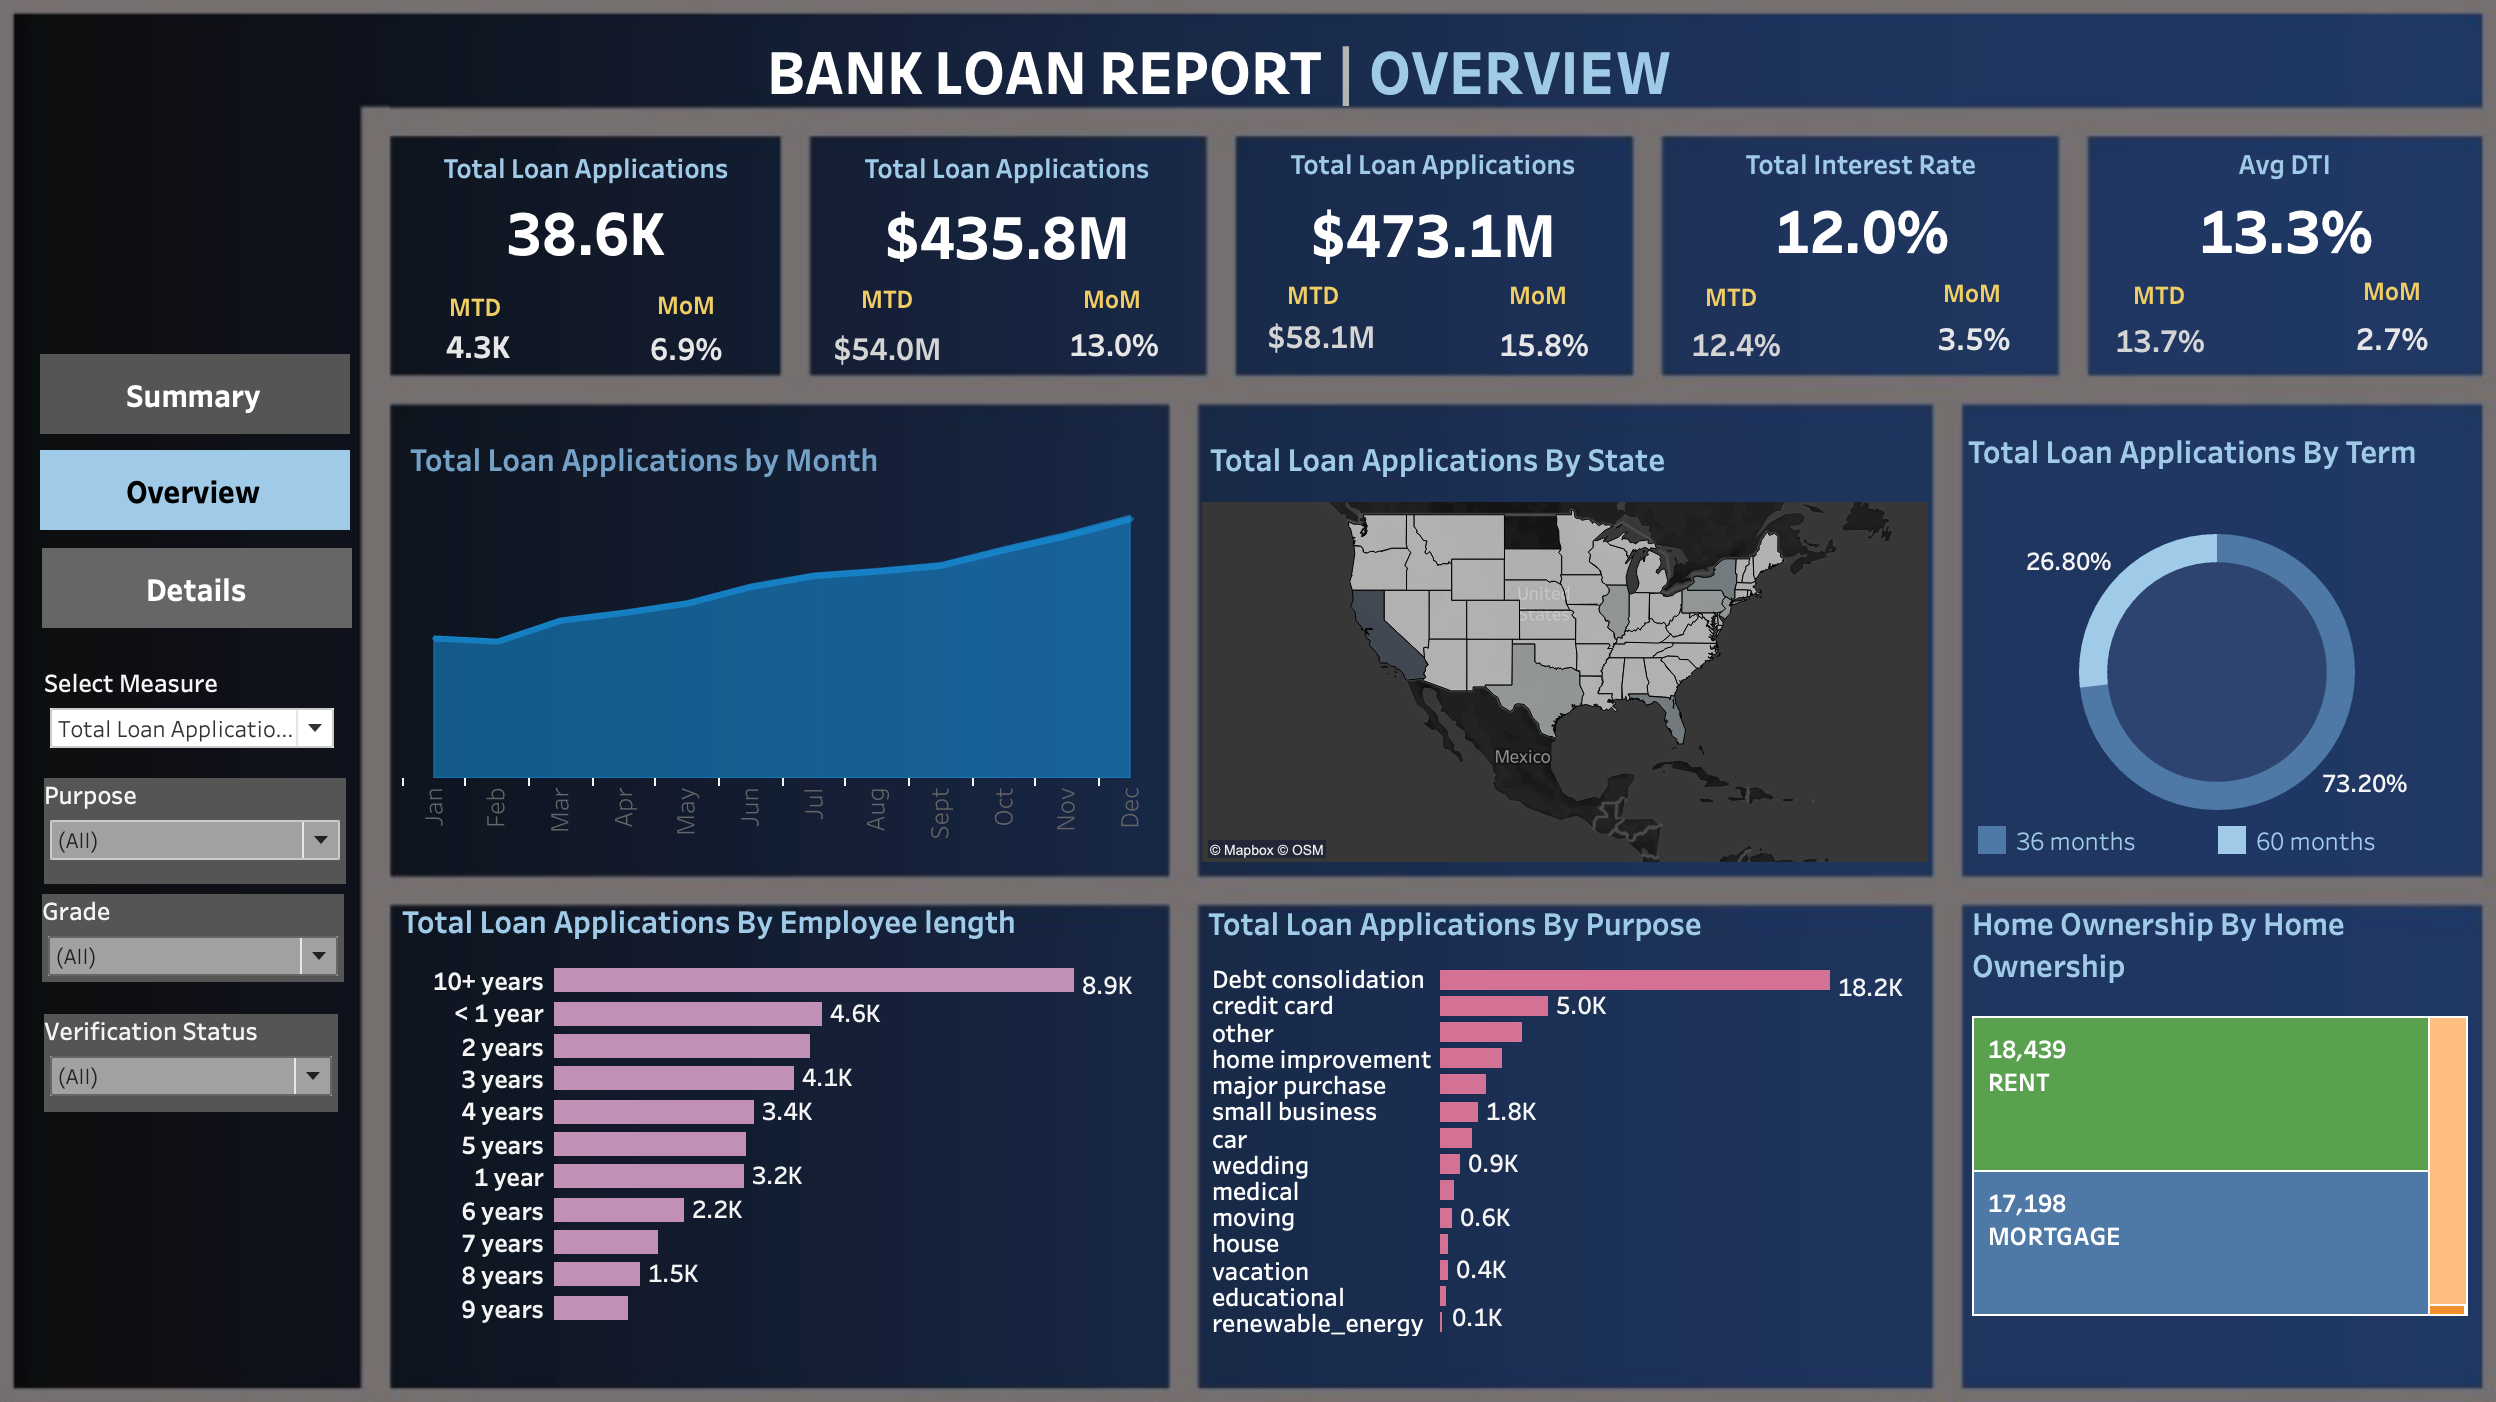 BANK LOAN REPORT | OVERVIEW
Total Loan Applications
38.6K
MTD
MoM
4.3K
6.9%
Total Loan Applications
$435.8M
MTD
MoM
$54.0M
13.0%
Total Loan Applications
$473.1M
MTD
MoM
$58.1M
15.8%
Total Interest Rate
12.0%
MTD
MoM
12.4%
3.5%
Avg DTI
13.3%
MTD
MoM
13.7%
2.7%
Summary
Overview
Details
Select Measure
Total Loan Applicatio...
Purpose
(All)
Grade
(All)
Verification Status
(All)
Total Loan Applications by Month
Jan
Feb
Mar
Apr
May
Jun
Jul
Aug
Sept
Oct
Nov
Dec
Total Loan Applications By State
United
States
Mexico
© Mapbox © OSM
Total Loan Applications By Term
26.80%
73.20%
36 months
60 months
Total Loan Applications By Employee length
10+ years 8.9K
< 1 year 4.6K
2 years
3 years 4.1K
4 years 3.4K
5 years
1 year 3.2K
6 years 2.2K
7 years
8 years 1.5K
9 years
Total Loan Applications By Purpose
Debt consolidation 18.2K
credit card 5.0K
other
home improvement
major purchase
small business 1.8K
car
wedding 0.9K
medical
moving 0.6K
house
vacation 0.4K
educational
renewable_energy 0.1K
Home Ownership By Home
Ownership
18,439
RENT
17,198
MORTGAGE